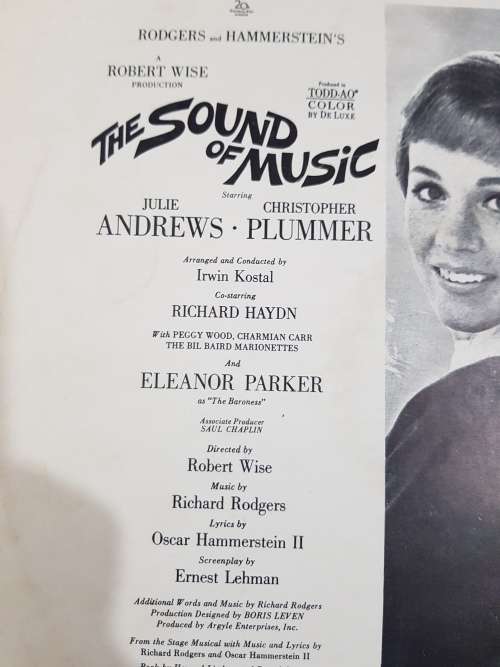 20
RODGERS and HAMMERSTEIN'S
A
ROBERT WISE
PRODUCTION
Produced in
TODD-AO®
COLOR
BY DE LUXE
THE SOUND
OF MUSIC
Starring
JULIE CHRISTOPHER
ANDREWS · PLUMMER
Arranged and Conducted by
Irwin Kostal
Co-starring
RICHARD HAYDN
With PEGGY WOOD, CHARMIAN CARR
THE BIL BAIRD MARIONETTES
And
ELEANOR PARKER
as "The Baroness"
Associate Producer
SAUL CHAPLIN
Directed by
Robert Wise
Music by
Richard Rodgers
Lyrics by
Oscar Hammerstein II
Screenplay by
Ernest Lehman
Additional Words and Music by Richard Rodgers
Production Designed by BORIS LEVEN
Produced by Argyle Enterprises, Inc.
From the Stage Musical with Music and Lyrics by
Richard Rodgers and Oscar Hammerstein II